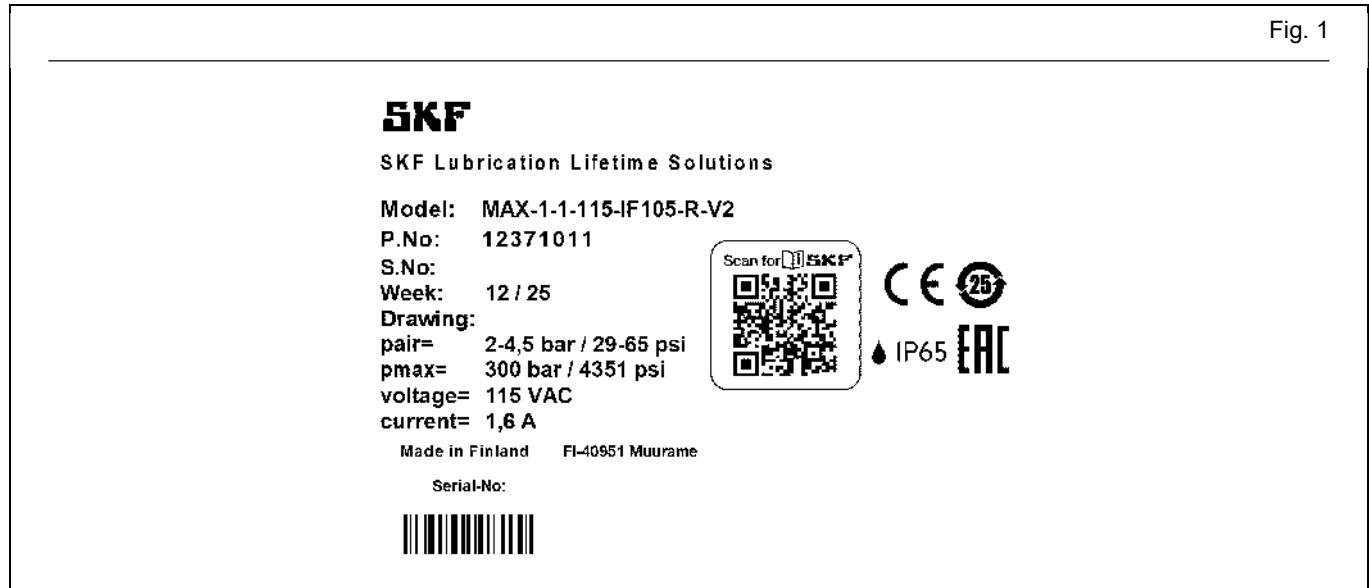 Fig. 1
SKF
SKF Lubrication Lifetime Solutions
Model: MAX-1-1-115-IF105-R-V2
P.No: 12371011
S.No:
Week: 12 / 25
Drawing:
pair= 2-4,5 bar / 29-65 psi
pmax= 300 bar / 4351 psi
voltage= 115 VAC
current= 1,6 A
Made in Finland FI-40951 Muurame
Serial-No:
Scan for SKF
CE 25
IP65 EAC